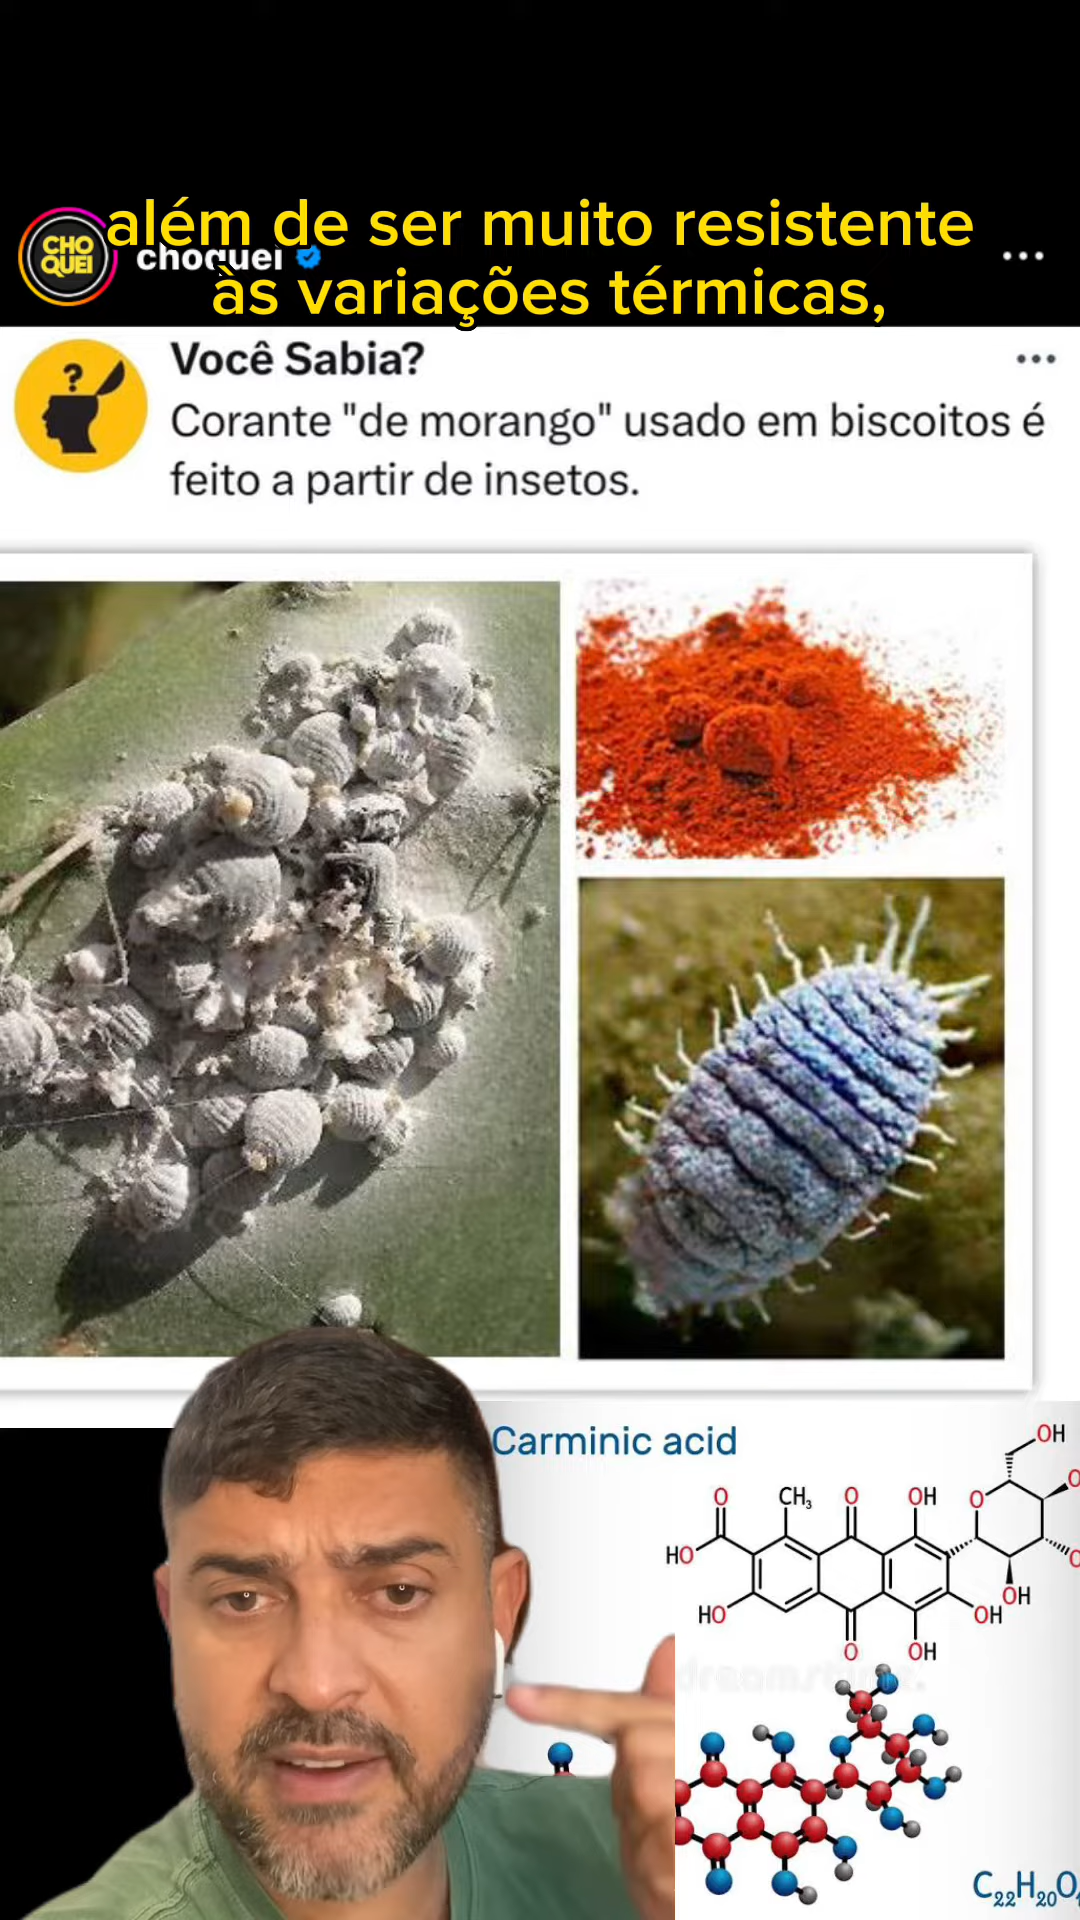 além de ser muito resistente
às variações térmicas,
CHO
QUEI
choquei
Você Sabia?
Corante "de morango" usado em biscoitos é
feito a partir de insetos.
?
Carminic acid
OH
O
CH₃
O
OH
O
O
HO
O
HO
OH
OH
O
OH
dreamstime.
C₂₂H₂₀O